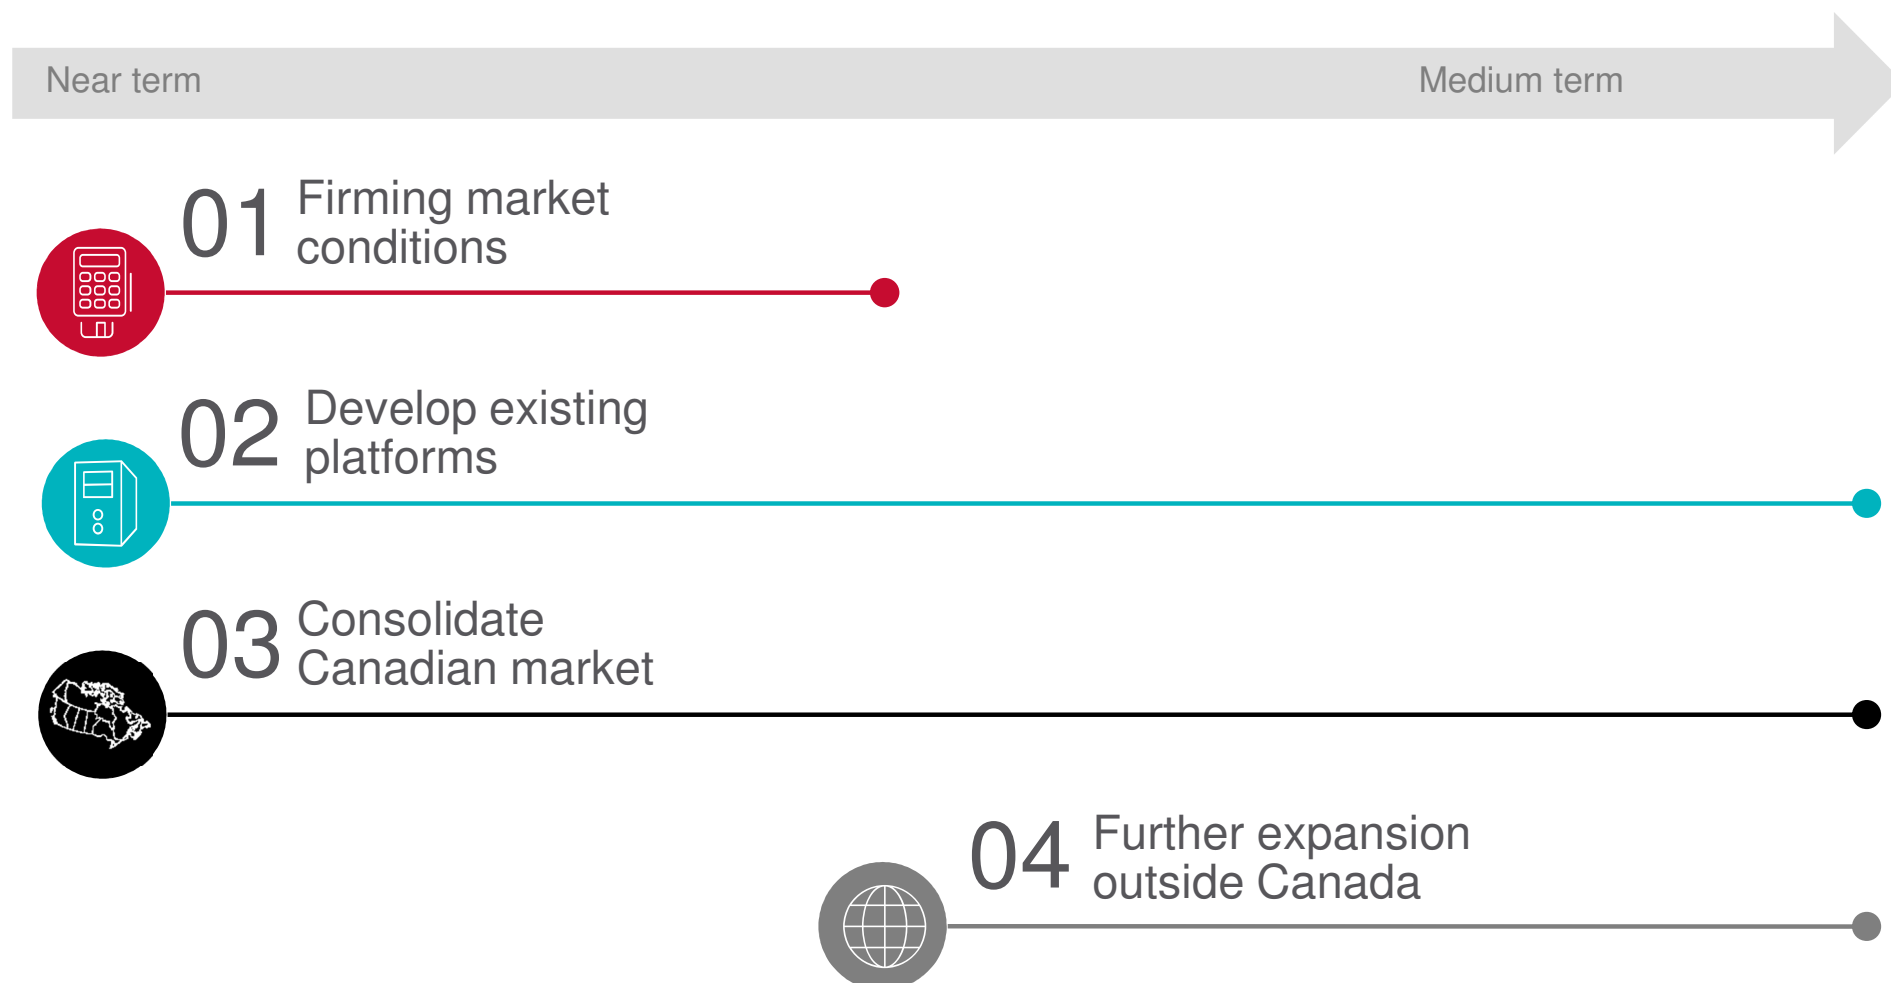 Near term
Medium term
01
Firming market
conditions
02
Develop existing
platforms
03
Consolidate
Canadian market
04
Further expansion
outside Canada